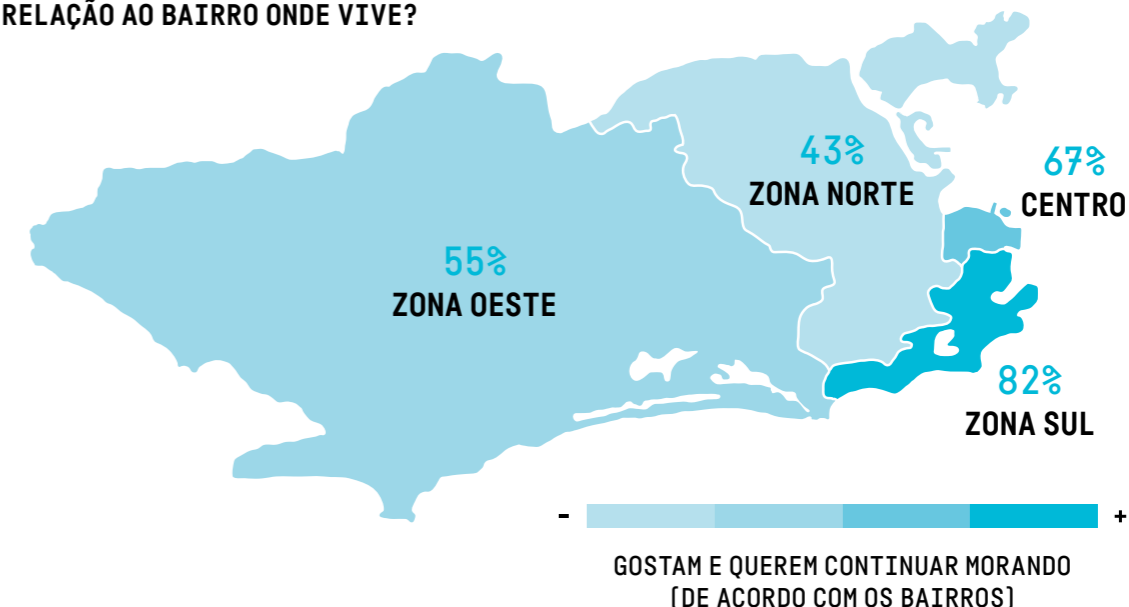 RELAÇÃO AO BAIRRO ONDE VIVE?
43%
ZONA NORTE
67%
CENTRO
55%
ZONA OESTE
82%
ZONA SUL
- +
GOSTAM E QUEREM CONTINUAR MORANDO
(DE ACORDO COM OS BAIRROS)